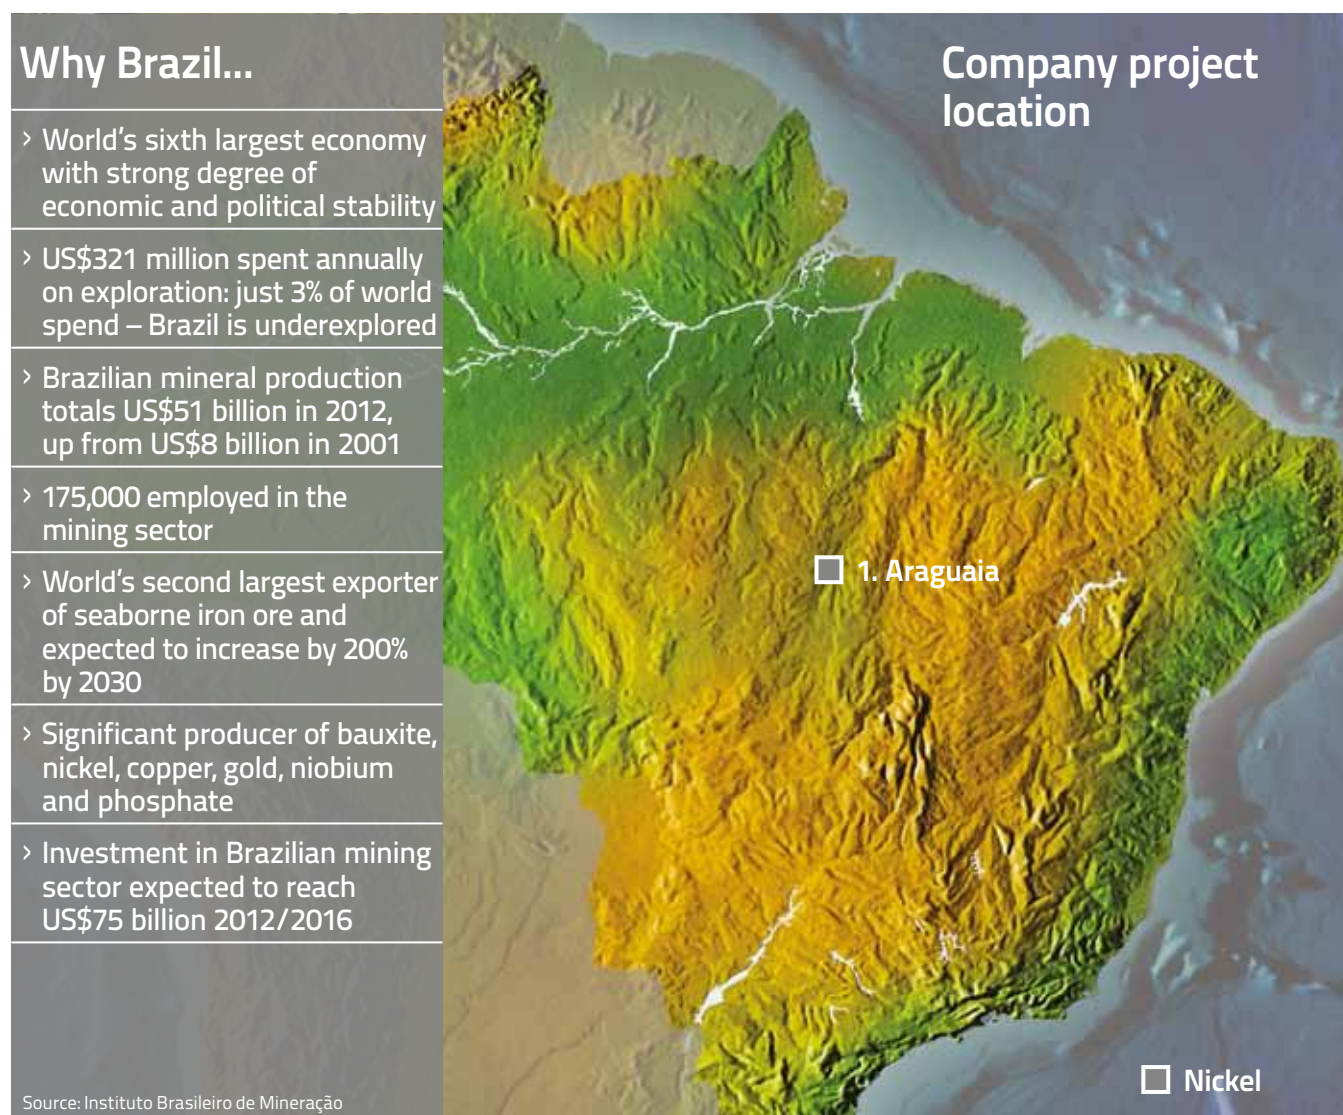 Why Brazil...
› World's sixth largest economy
with strong degree of
economic and political stability
› US$321 million spent annually
on exploration: just 3% of world
spend – Brazil is underexplored
› Brazilian mineral production
totals US$51 billion in 2012,
up from US$8 billion in 2001
› 175,000 employed in the
mining sector
› World's second largest exporter
of seaborne iron ore and
expected to increase by 200%
by 2030
› Significant producer of bauxite,
nickel, copper, gold, niobium
and phosphate
› Investment in Brazilian mining
sector expected to reach
US$75 billion 2012/2016
Source: Instituto Brasileiro de Mineração
Company project
location
1. Araguaia
Nickel